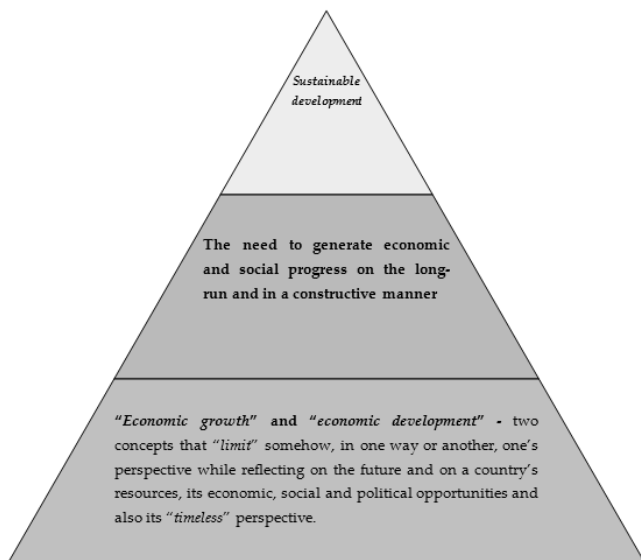 Sustainable
development
The need to generate economic
and social progress on the long-
run and in a constructive manner
“Economic growth” and “economic development” - two
concepts that “limit” somehow, in one way or another, one’s
perspective while reflecting on the future and on a country’s
resources, its economic, social and political opportunities and
also its “timeless” perspective.